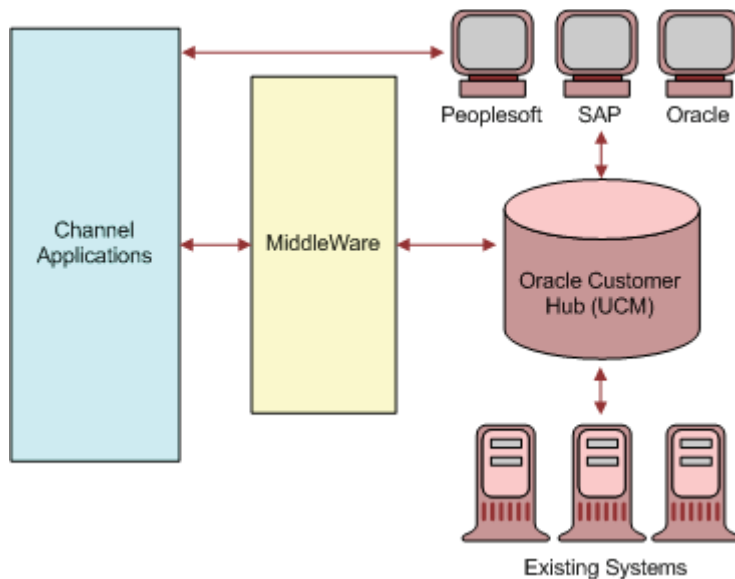 Peoplesoft SAP Oracle
Channel
Applications
MiddleWare
Oracle Customer
Hub (UCM)
Existing Systems